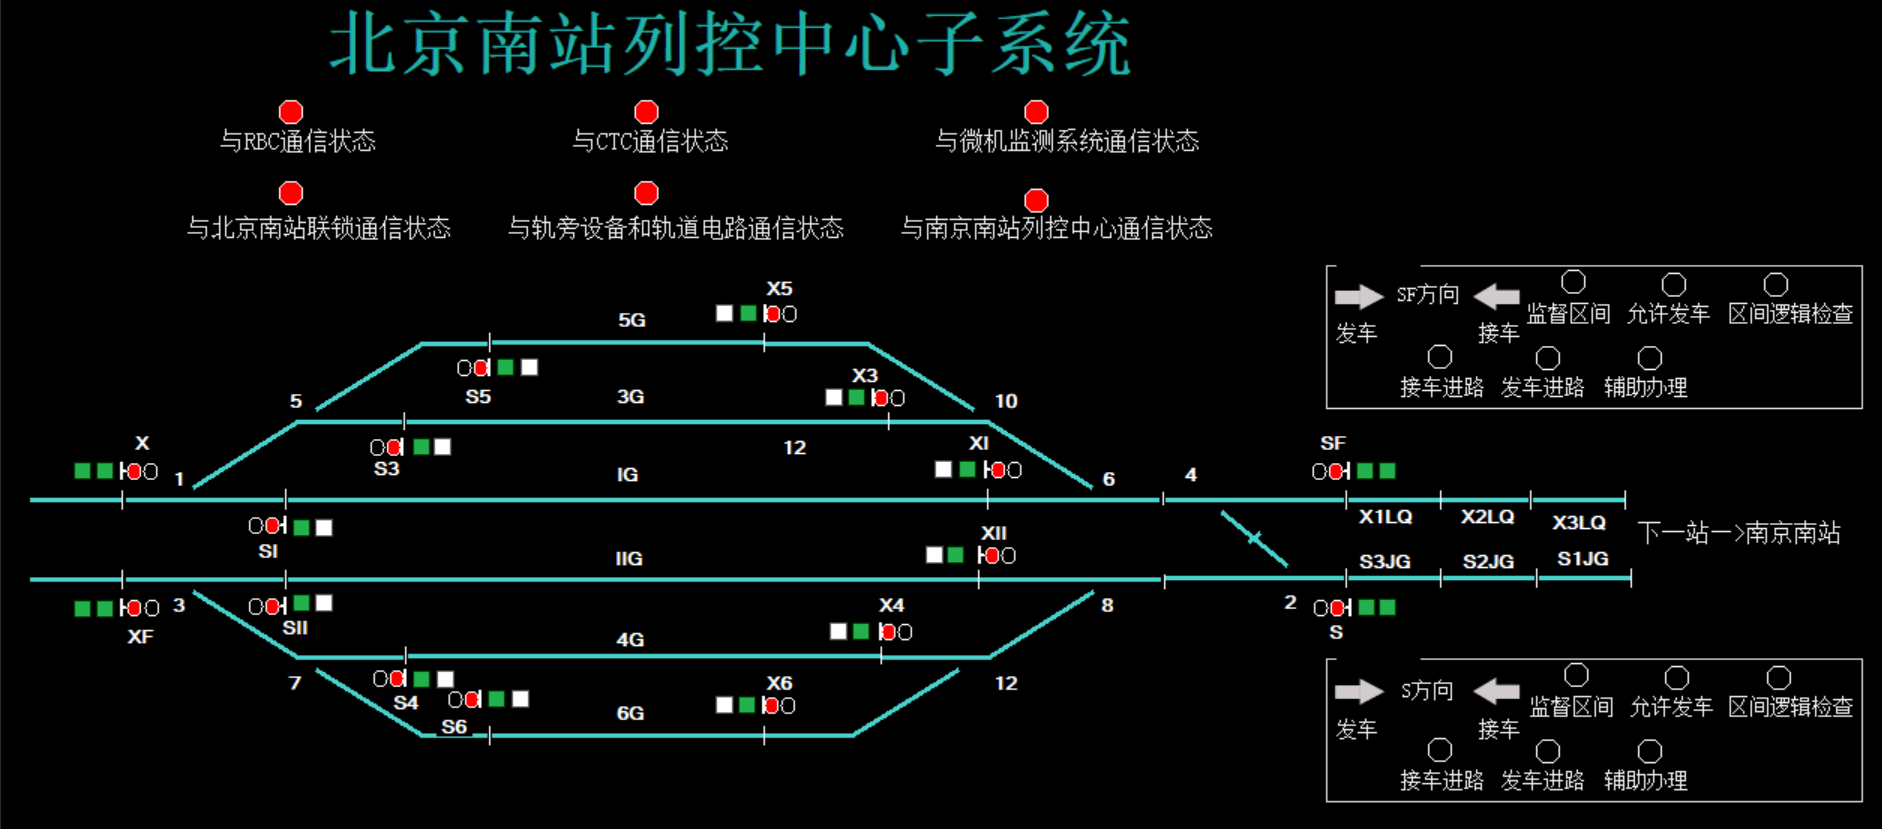 北京南站列控中心子系统
与RBC通信状态
与CTC通信状态
与微机监测系统通信状态
与北京南站联锁通信状态
与轨旁设备和轨道电路通信状态
与南京南站列控中心通信状态
SF方向
监督区间
允许发车
区间逻辑检查
发车
接车
接车进路
发车进路
辅助办理
X5
5G
S5
X3
3G
5
10
S3
12
X
XI
SF
1
IG
6
4
X1LQ
X2LQ
X3LQ
下一站一>南京南站
SI
XII
IIG
S3JG
S2JG
S1JG
3
XF
SII
X4
8
2
S
4G
7
S4
S6
X6
12
6G
S方向
监督区间
允许发车
区间逻辑检查
发车
接车
接车进路
发车进路
辅助办理